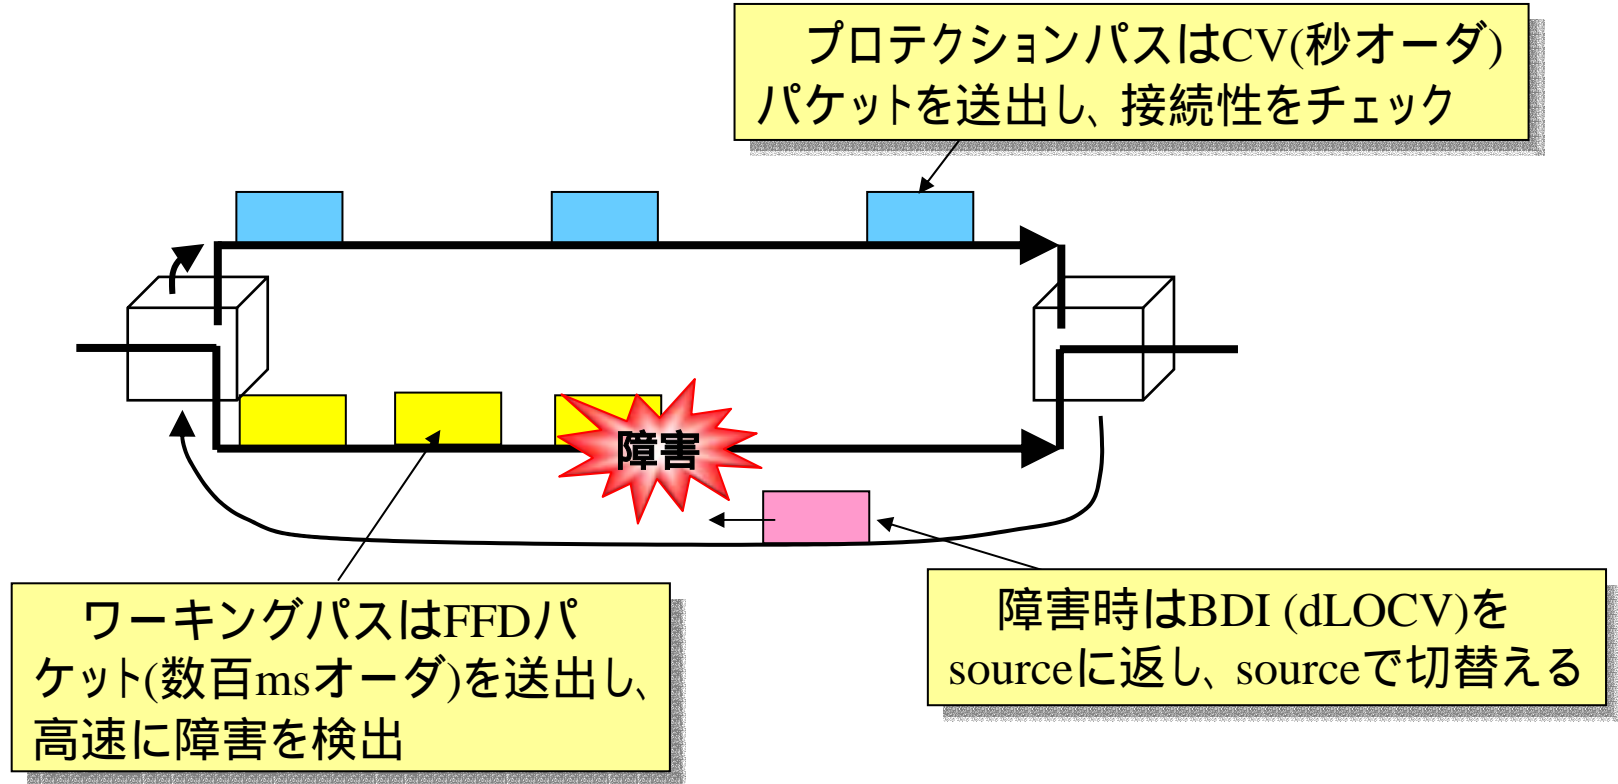 プロテクションパスはCV(秒オーダ)
パケットを送出し、接続性をチェック
障害
ワーキングパスはFFDパ
ケット(数百msオーダ)を送出し、
高速に障害を検出
障害時はBDI (dLOCV)を
sourceに返し、sourceで切替える